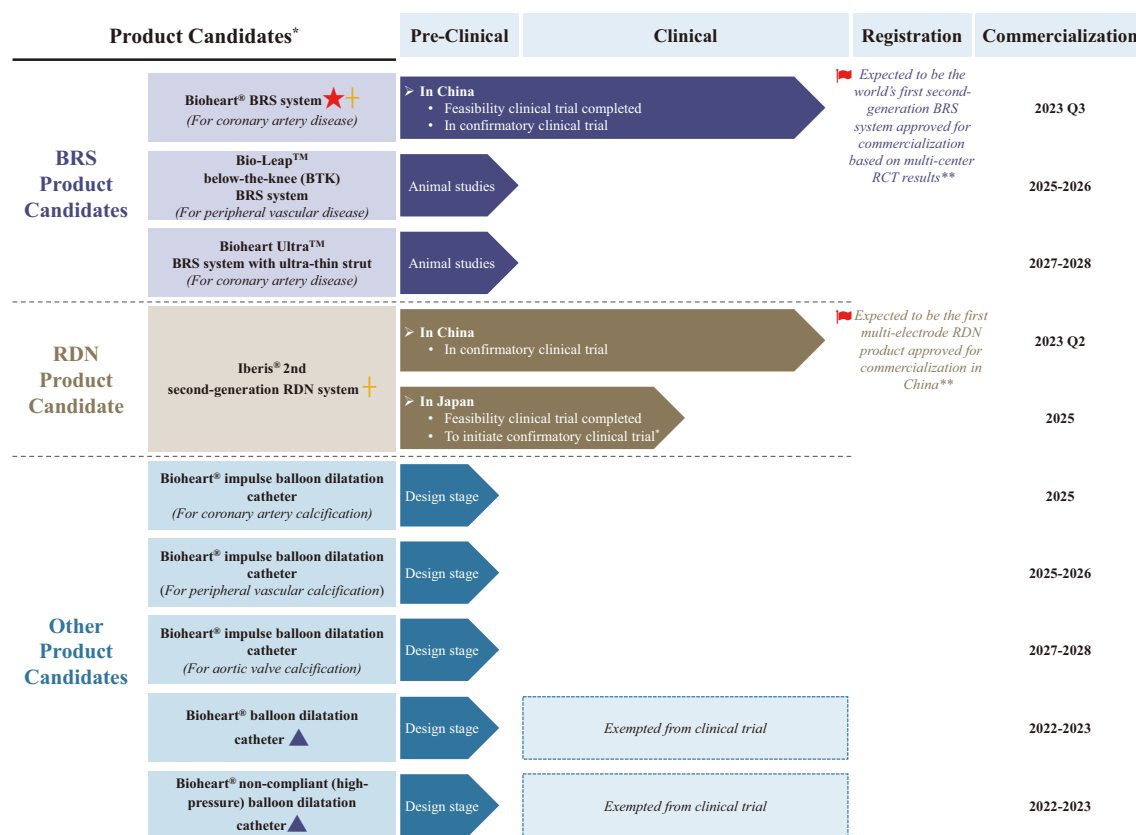 Product Candidates*
Pre-Clinical
Clinical
Registration
Commercialization
BRS
Product
Candidates
Bioheart® BRS system
(For coronary artery disease)
➢ In China
• Feasibility clinical trial completed
• In confirmatory clinical trial
Expected to be the
world's first second-
generation BRS
system approved for
commercialization
based on multi-center
RCT results**
2023 Q3
Bio-Leap™
below-the-knee (BTK)
BRS system
(For peripheral vascular disease)
Animal studies
2025-2026
Bioheart Ultra™
BRS system with ultra-thin strut
(For coronary artery disease)
Animal studies
2027-2028
RDN
Product
Candidate
Iberis® 2nd
second-generation RDN system
➢ In China
• In confirmatory clinical trial
Expected to be the first
multi-electrode RDN
product approved for
commercialization in
China**
2023 Q2
➢ In Japan
• Feasibility clinical trial completed
• To initiate confirmatory clinical trial*
2025
Other
Product
Candidates
Bioheart® impulse balloon dilatation
catheter
(For coronary artery calcification)
Design stage
2025
Bioheart® impulse balloon dilatation
catheter
(For peripheral vascular calcification)
Design stage
2025-2026
Bioheart® impulse balloon dilatation
catheter
(For aortic valve calcification)
Design stage
2027-2028
Bioheart® balloon dilatation
catheter
Design stage
Exempted from clinical trial
2022-2023
Bioheart® non-compliant (high-
pressure) balloon dilatation
catheter
Design stage
Exempted from clinical trial
2022-2023